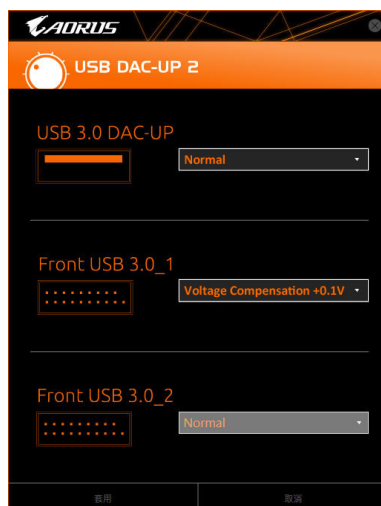 AORUS
USB DAC-UP 2
USB 3.0 DAC-UP
Normal
Front USB 3.0_1
Voltage Compensation +0.1V
Front USB 3.0_2
Normal
套用
取消